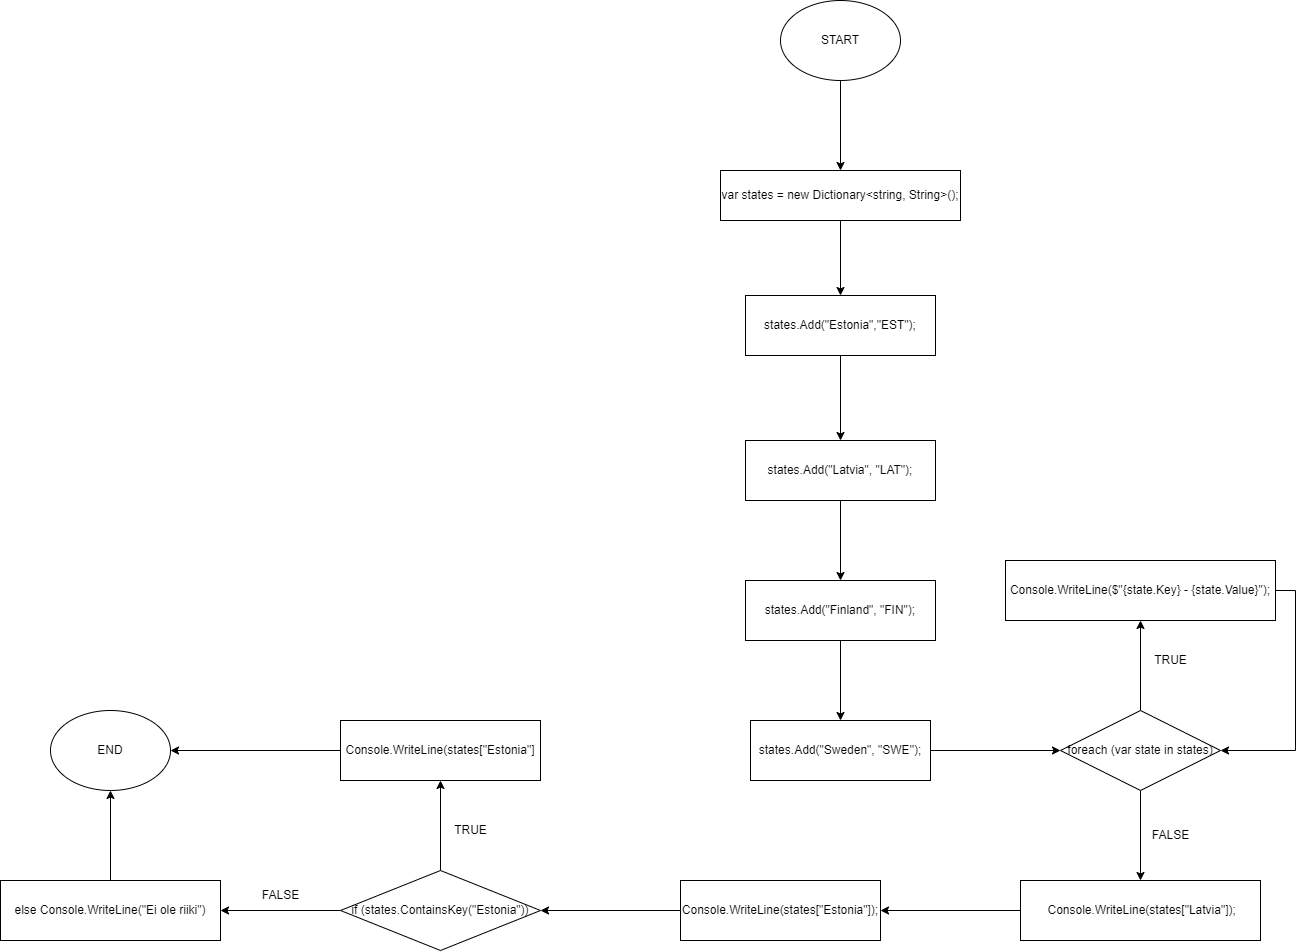 START
var states = new Dictionary<string, String>();
states.Add("Estonia","EST");
states.Add("Latvia", "LAT");
states.Add("Finland", "FIN");
states.Add("Sweden", "SWE");
foreach (var state in states)
TRUE
Console.WriteLine($"{state.Key} - {state.Value}");
FALSE
Console.WriteLine(states["Latvia"]);
Console.WriteLine(states["Estonia"]);
if (states.ContainsKey("Estonia"))
TRUE
Console.WriteLine(states["Estonia"]
FALSE
else Console.WriteLine("Ei ole riiki")
END